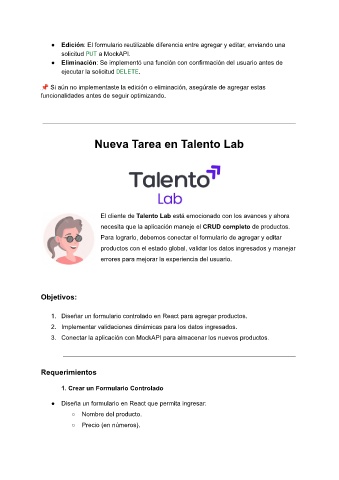 ● Edición: El formulario reutilizable diferencia entre agregar y editar, enviando una
solicitud PUT a MockAPI.
● Eliminación: Se implementó una función con confirmación del usuario antes de
ejecutar la solicitud DELETE.
📌 Si aún no implementaste la edición o eliminación, asegúrate de agregar estas
funcionalidades antes de seguir optimizando.
Nueva Tarea en Talento Lab
Talento
Lab
El cliente de Talento Lab está emocionado con los avances y ahora
necesita que la aplicación maneje el CRUD completo de productos.
Para lograrlo, debemos conectar el formulario de agregar y editar
productos con el estado global, validar los datos ingresados y manejar
errores para mejorar la experiencia del usuario.
Objetivos:
1. Diseñar un formulario controlado en React para agregar productos.
2. Implementar validaciones dinámicas para los datos ingresados.
3. Conectar la aplicación con MockAPI para almacenar los nuevos productos.
Requerimientos
1. Crear un Formulario Controlado
● Diseña un formulario en React que permita ingresar:
○ Nombre del producto.
○ Precio (en números).